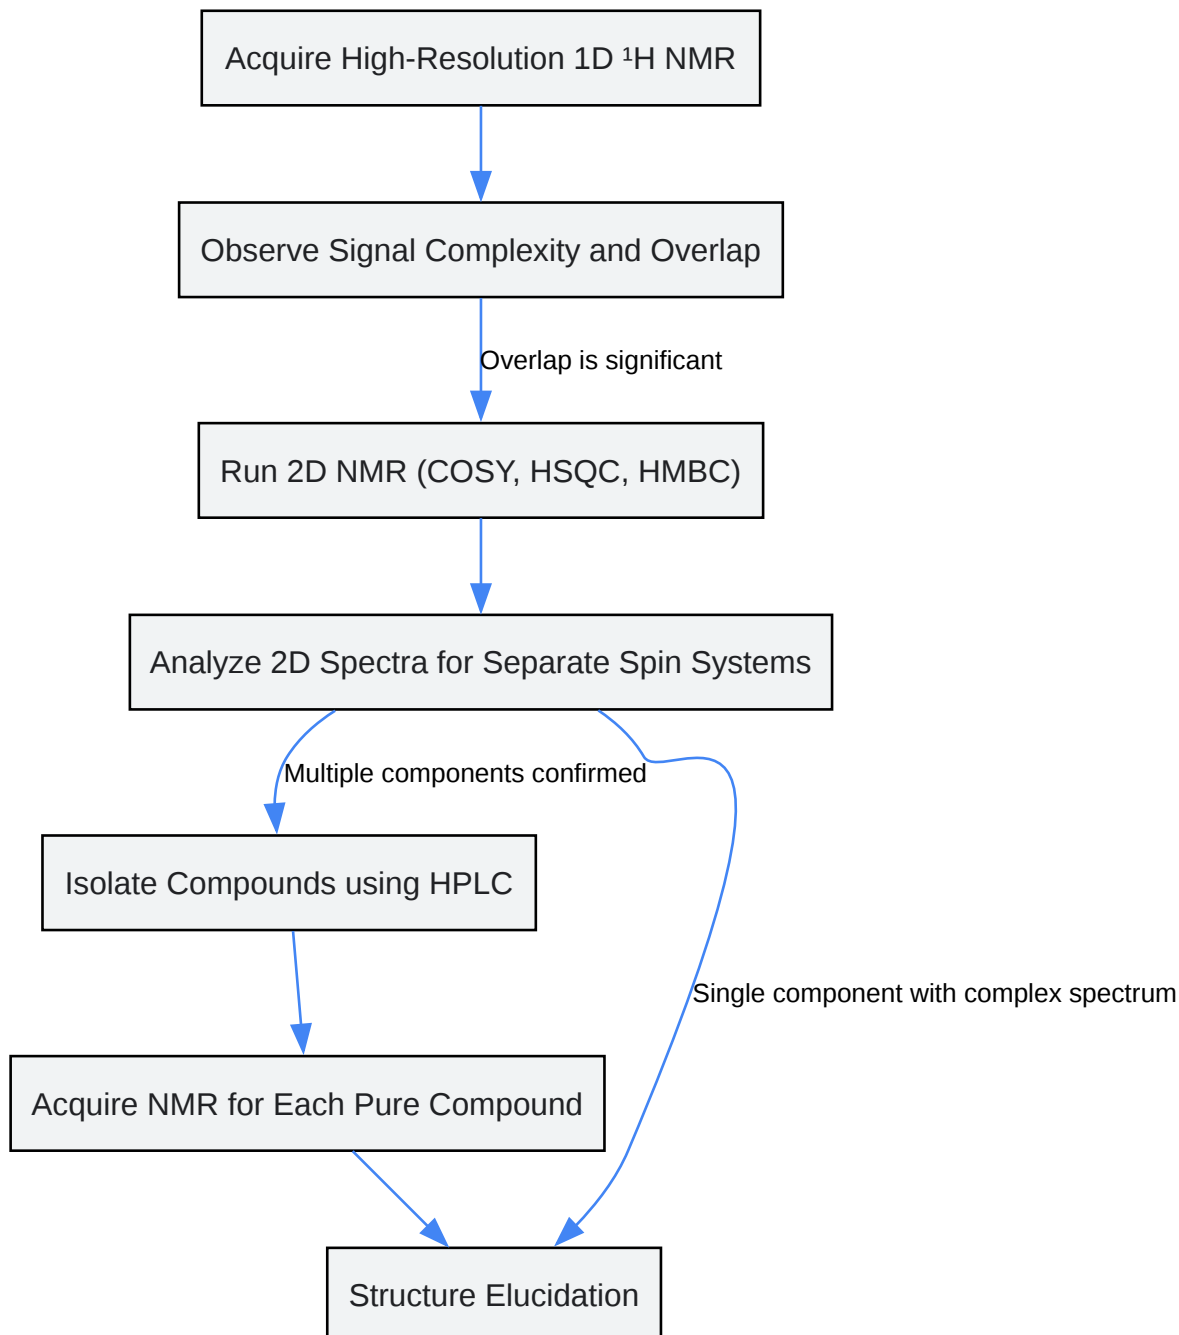 Acquire High-Resolution 1D ¹H NMR
Observe Signal Complexity and Overlap
Overlap is significant
Run 2D NMR (COSY, HSQC, HMBC)
Analyze 2D Spectra for Separate Spin Systems
Multiple components confirmed
Isolate Compounds using HPLC
Single component with complex spectrum
Acquire NMR for Each Pure Compound
Structure Elucidation